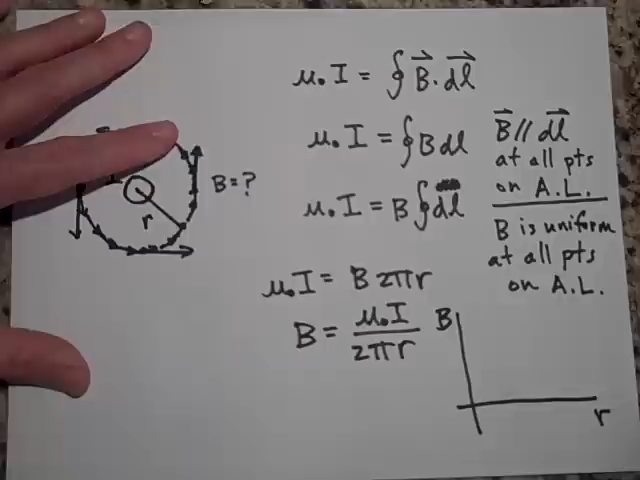 μ₀I = ∮ B⃗ · dl⃗
μ₀I = ∮ B dl
B⃗ // dl⃗
at all pts
on A.L.
B = ?
r
μ₀I = B ∮ dl
B is uniform
at all pts
on A.L.
μ₀I = B 2πr
B = μ₀I / 2πr
B
r